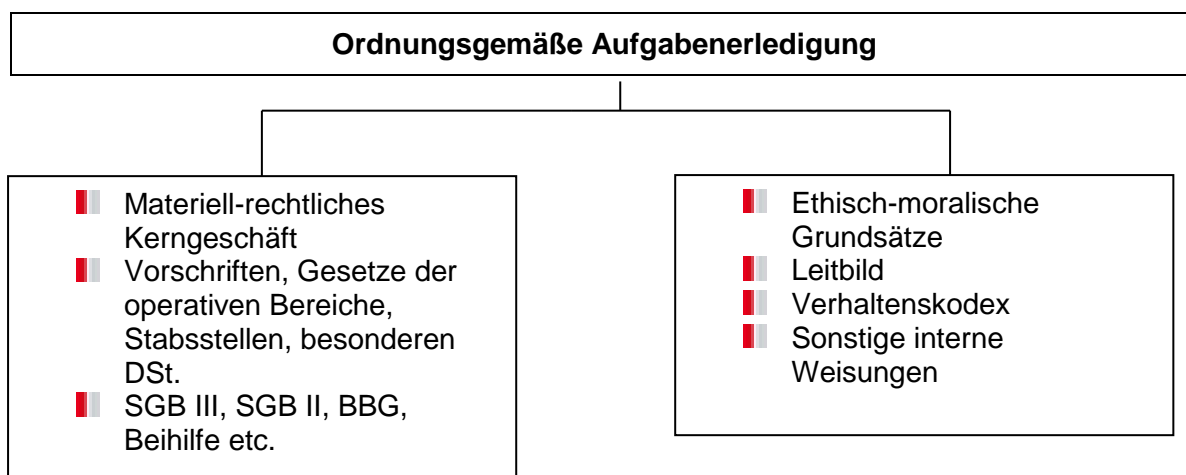 Ordnungsgemäße Aufgabenerledigung
Materiell-rechtliches
Kerngeschäft
Vorschriften, Gesetze der
operativen Bereiche,
Stabsstellen, besonderen
DSt.
SGB III, SGB II, BBG,
Beihilfe etc.
Ethisch-moralische
Grundsätze
Leitbild
Verhaltenskodex
Sonstige interne
Weisungen